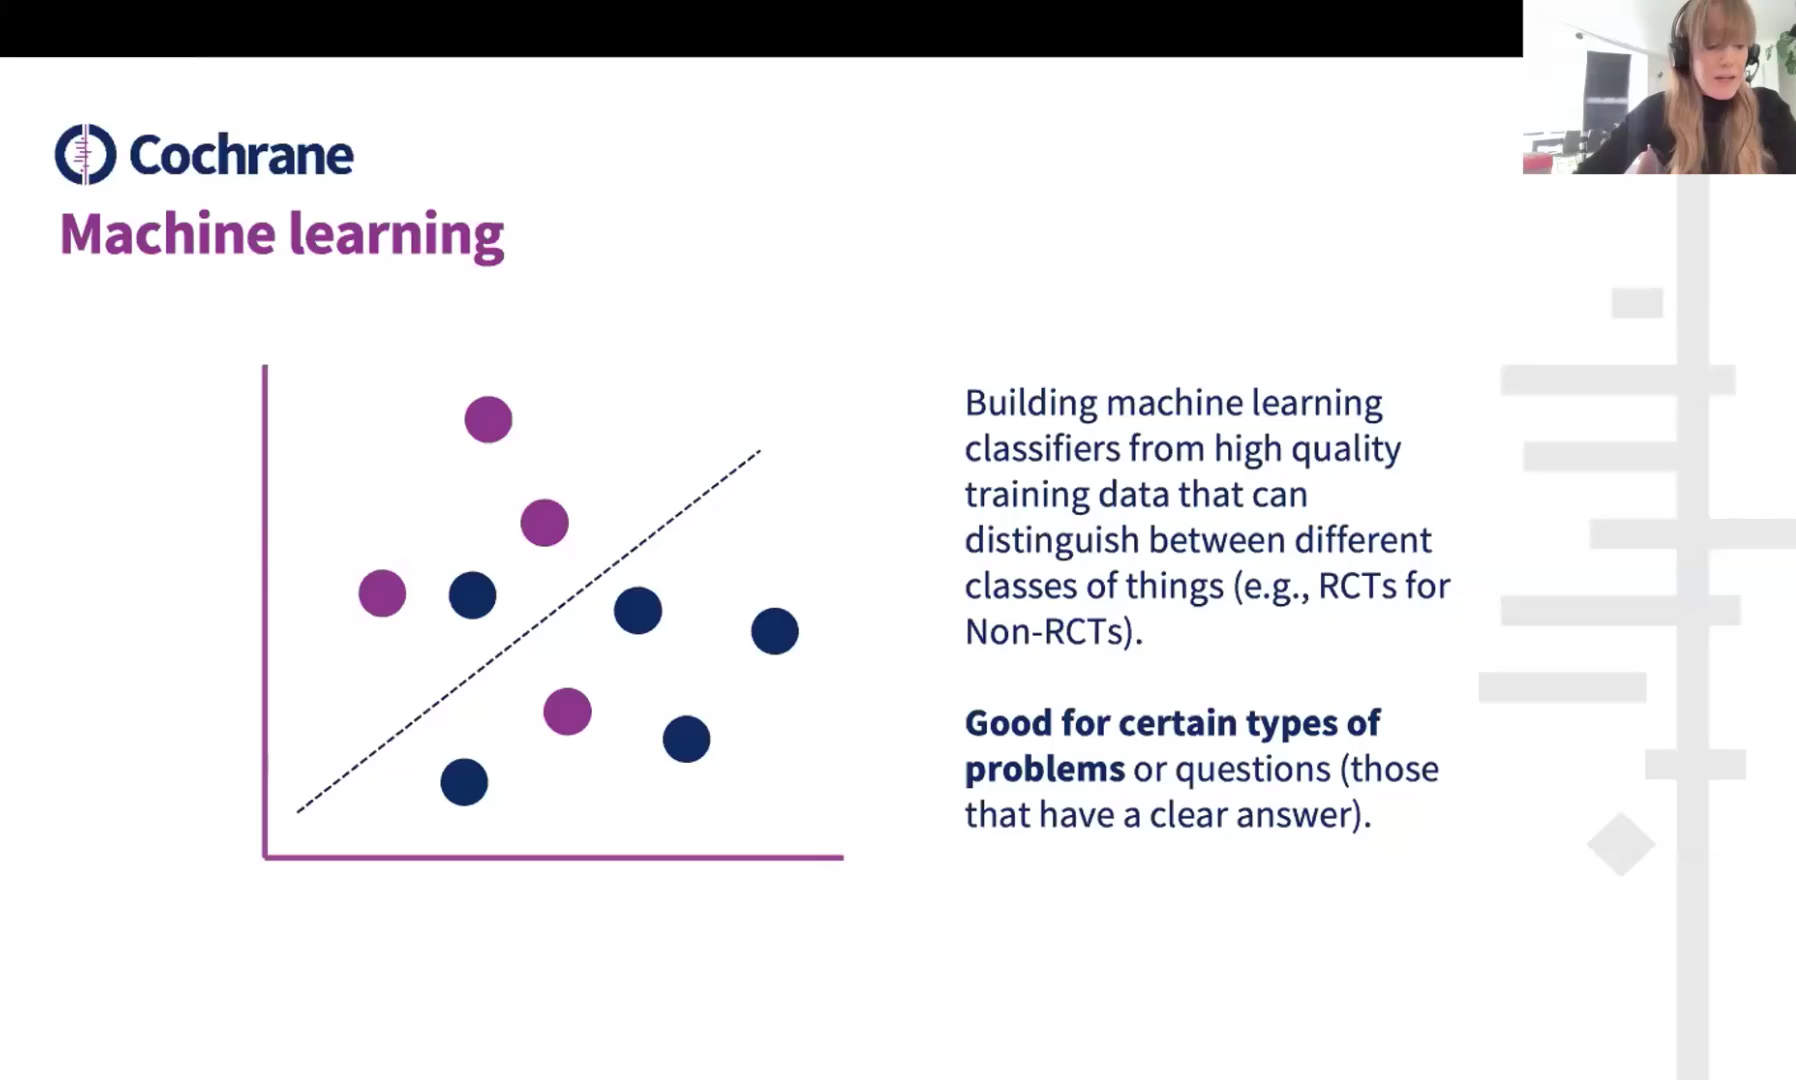 Cochrane
Machine learning
Building machine learning
classifiers from high quality
training data that can
distinguish between different
classes of things (e.g., RCTs for
Non-RCTs).
Good for certain types of
problems or questions (those
that have a clear answer).